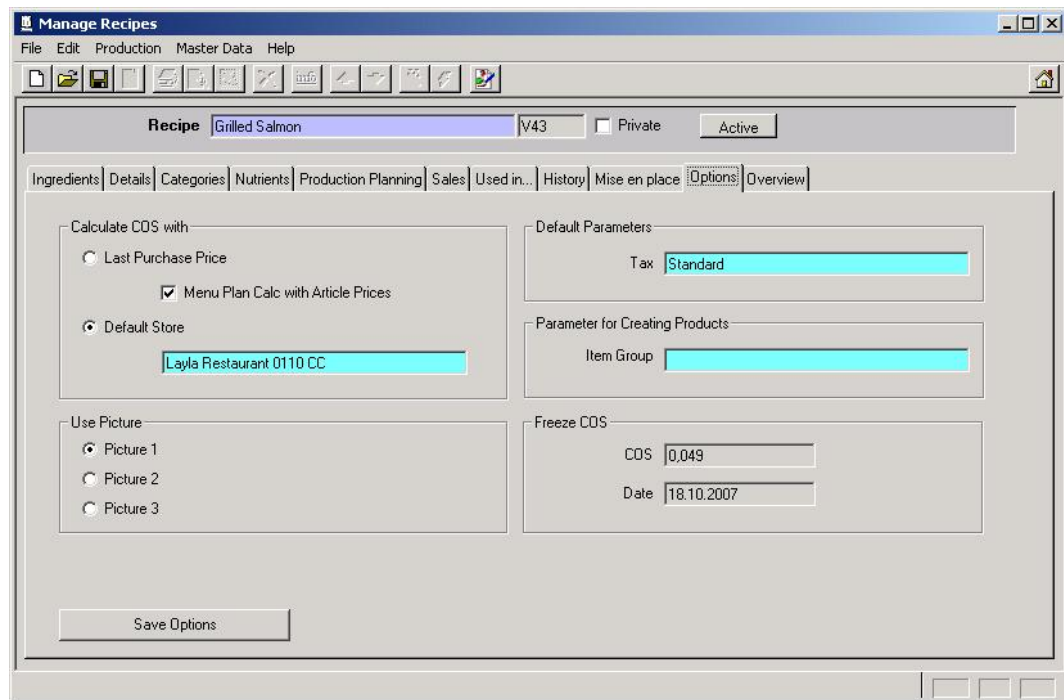 Manage Recipes
File Edit Production Master Data Help
info
Recipe Grilled Salmon V43 Private Active
Ingredients Details Categories Nutrients Production Planning Sales Used in... History Mise en place Options Overview
Calculate COS with
Last Purchase Price
Menu Plan Calc with Article Prices
Default Store
Layla Restaurant 0110 CC
Default Parameters
Tax Standard
Parameter for Creating Products
Item Group
Use Picture
Picture 1
Picture 2
Picture 3
Freeze COS
COS 0,049
Date 18.10.2007
Save Options